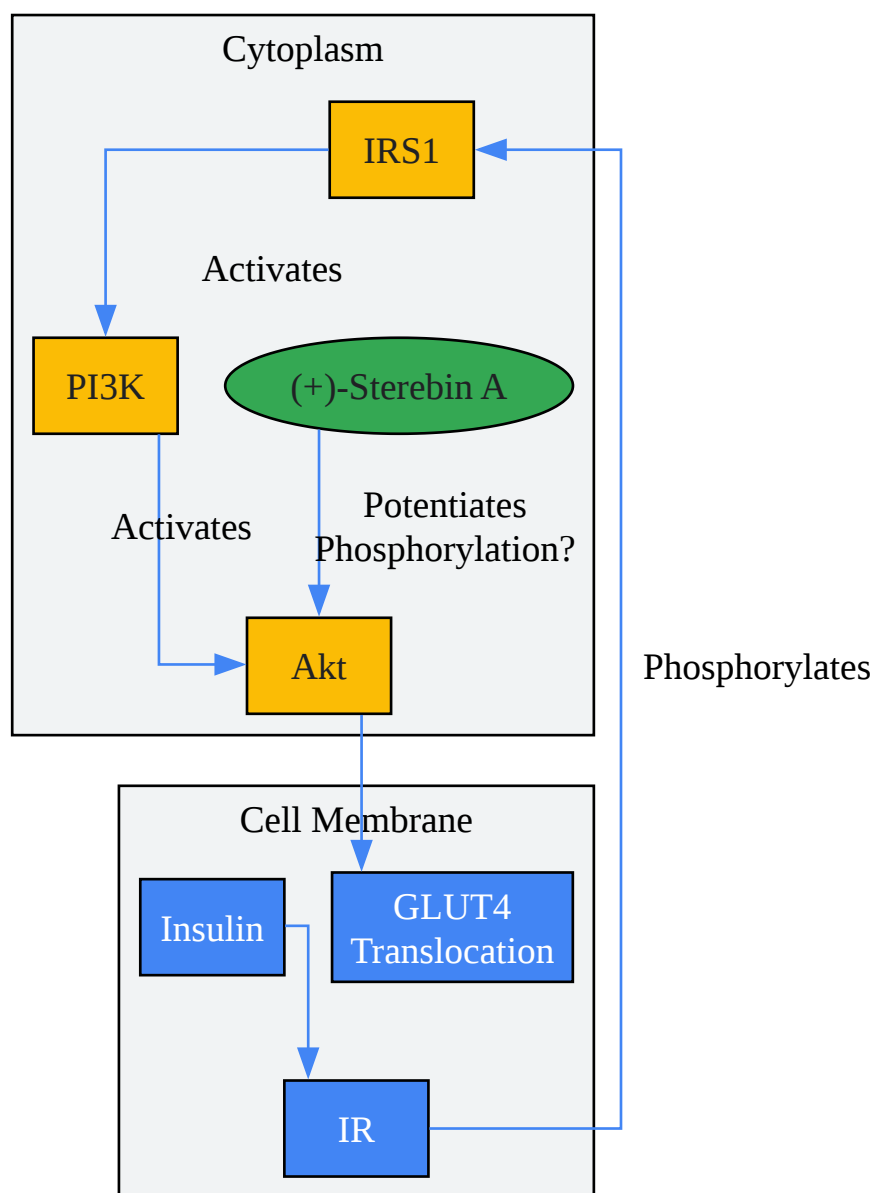 Cytoplasm
IRS1
Activates
PI3K
(+)-Sterebin A
Activates
Potentiates
Phosphorylation?
Akt
Phosphorylates
Cell Membrane
Insulin
GLUT4
Translocation
IR